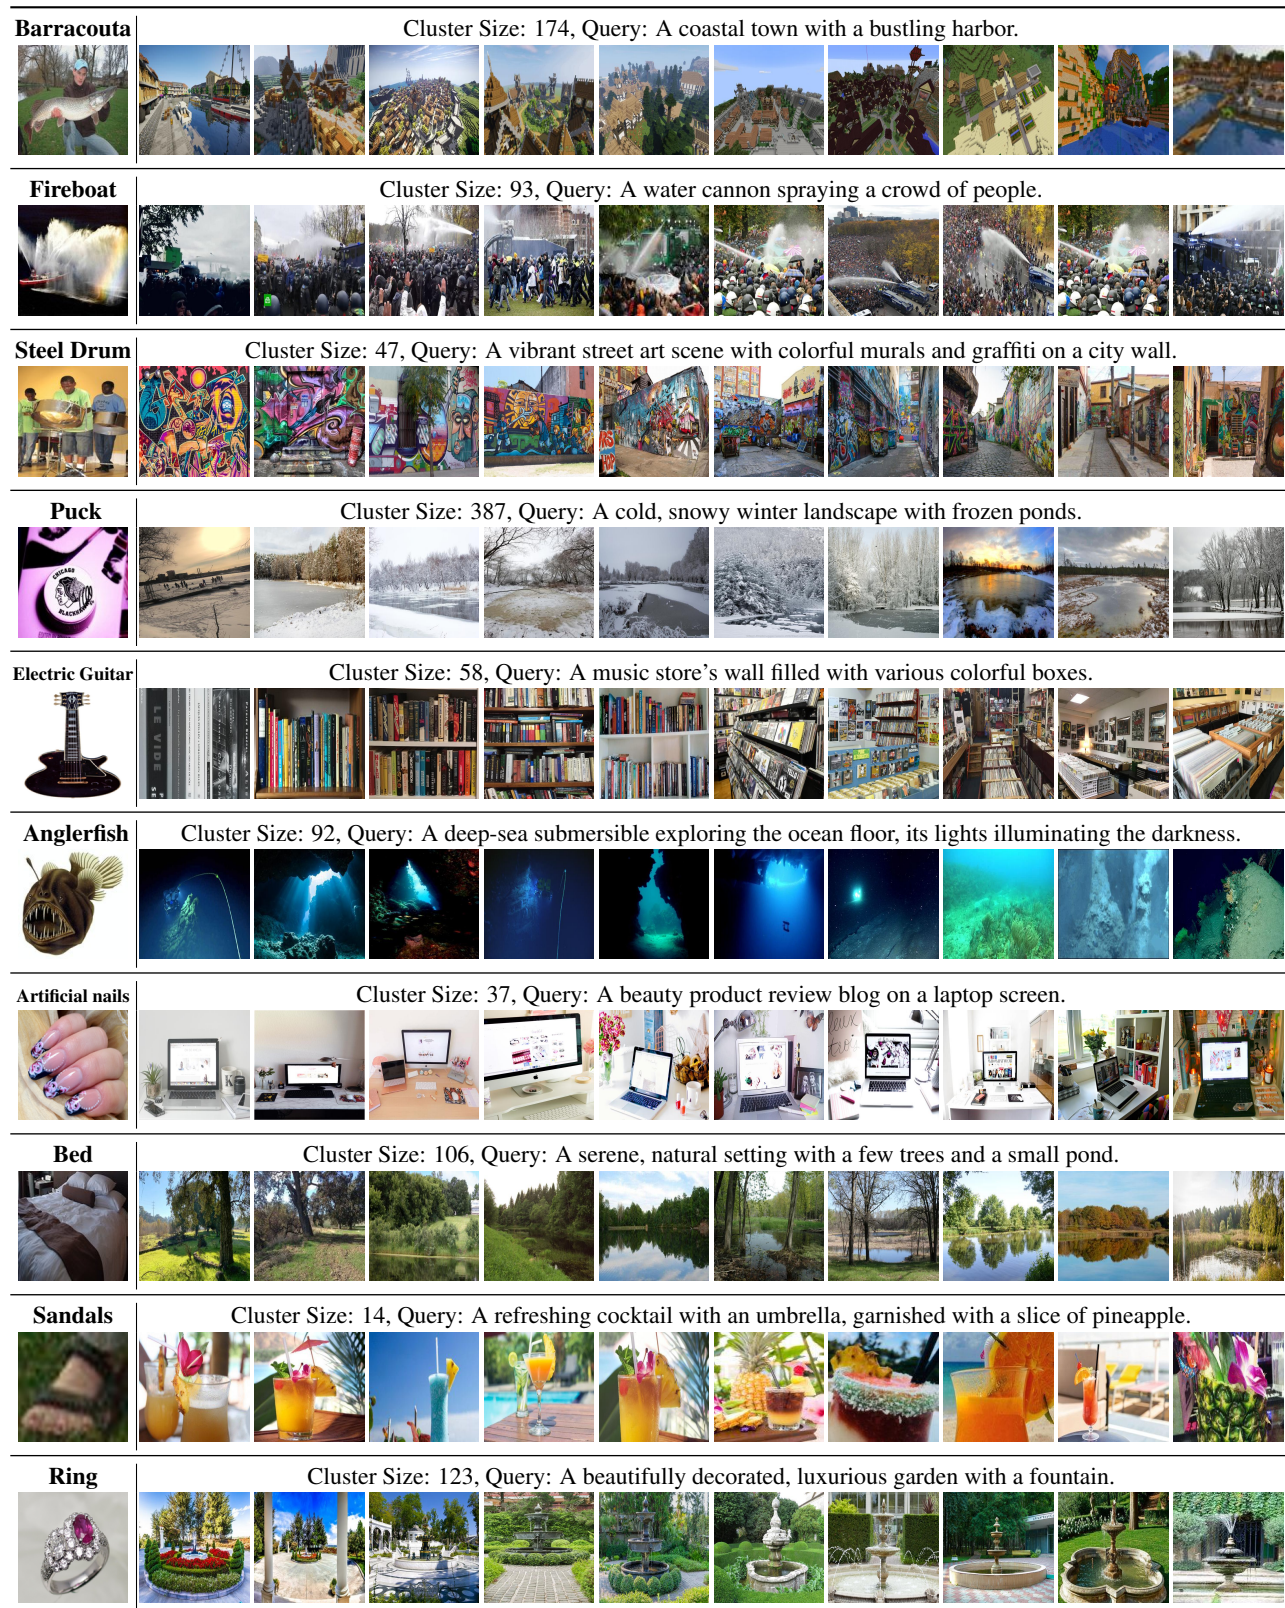 Barracouta
Cluster Size: 174, Query: A coastal town with a bustling harbor.
Fireboat
Cluster Size: 93, Query: A water cannon spraying a crowd of people.
Steel Drum
Cluster Size: 47, Query: A vibrant street art scene with colorful murals and graffiti on a city wall.
Puck
Cluster Size: 387, Query: A cold, snowy winter landscape with frozen ponds.
CHICAGO
BLACKHAWKS
Electric Guitar
Cluster Size: 58, Query: A music store's wall filled with various colorful boxes.
LE VIDE
Anglerfish
Cluster Size: 92, Query: A deep-sea submersible exploring the ocean floor, its lights illuminating the darkness.
Artificial nails
Cluster Size: 37, Query: A beauty product review blog on a laptop screen.
Bed
Cluster Size: 106, Query: A serene, natural setting with a few trees and a small pond.
Sandals
Cluster Size: 14, Query: A refreshing cocktail with an umbrella, garnished with a slice of pineapple.
Ring
Cluster Size: 123, Query: A beautifully decorated, luxurious garden with a fountain.